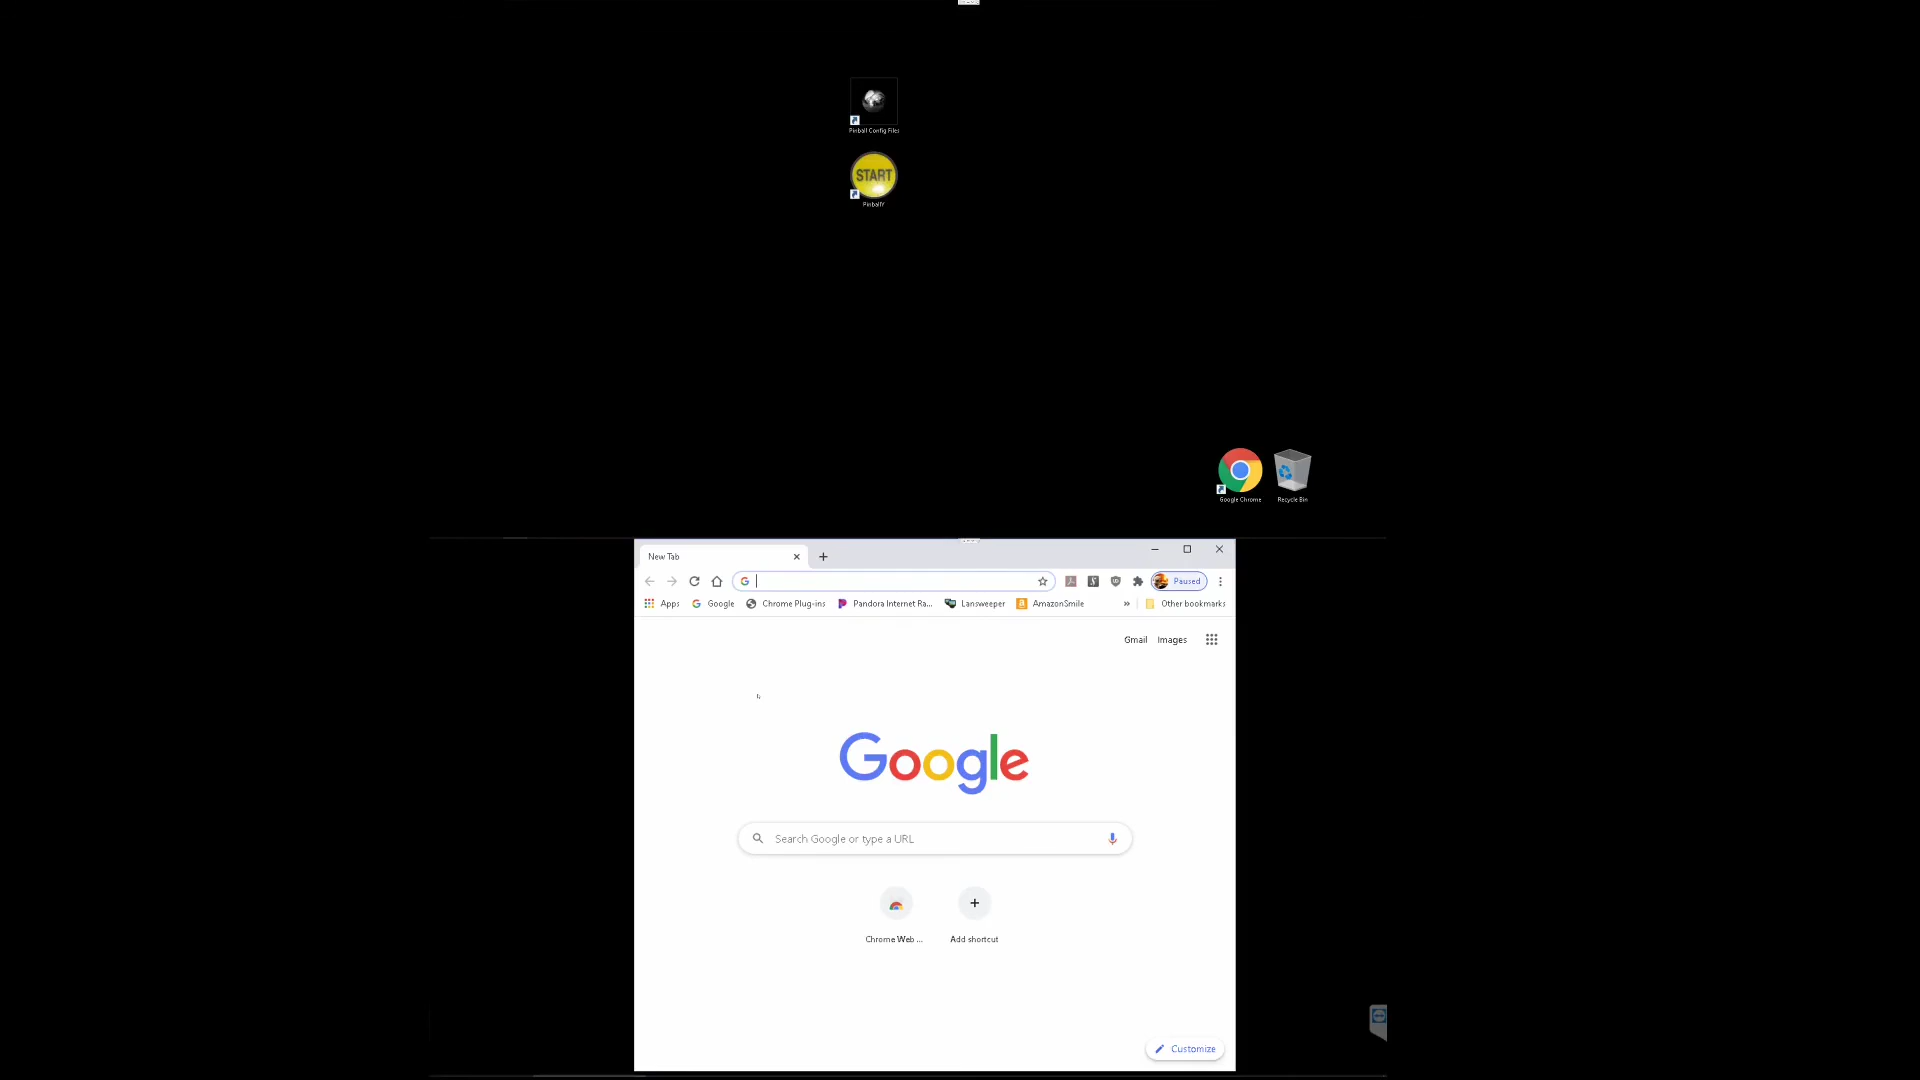 Pinball Config Files
START
PinballY
Google Chrome
Recycle Bin
New Tab
Paused
Apps
Google
Chrome Plug-ins
Pandora Internet Ra...
Lansweeper
AmazonSmile
Other bookmarks
Gmail
Images
Google
Search Google or type a URL
Chrome Web ...
Add shortcut
Customize